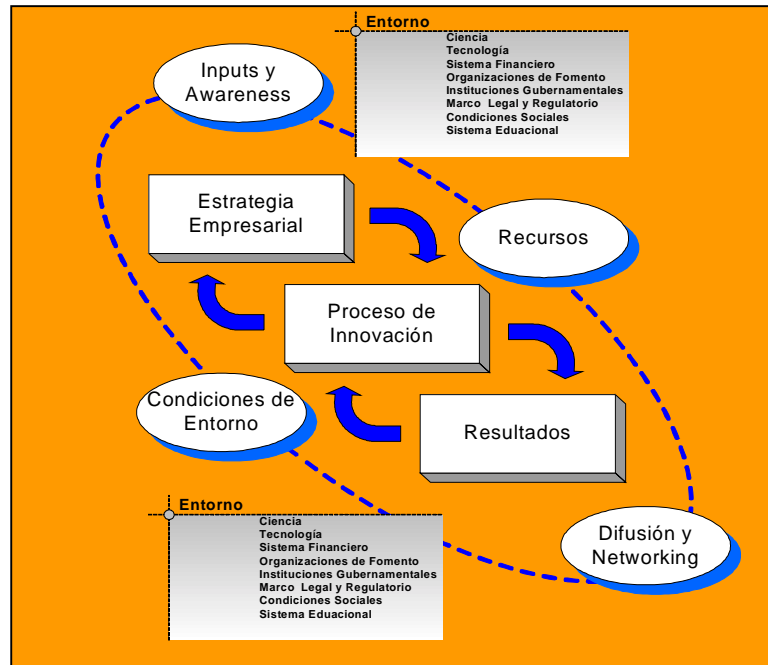 Entorno
Ciencia
Tecnología
Sistema Financiero
Organizaciones de Fomento
Instituciones Gubernamentales
Marco Legal y Regulatorio
Condiciones Sociales
Sistema Eduacional
Inputs y
Awareness
Estrategia
Empresarial
Recursos
Proceso de
Innovación
Condiciones de
Entorno
Resultados
Entorno
Ciencia
Tecnología
Sistema Financiero
Organizaciones de Fomento
Instituciones Gubernamentales
Marco Legal y Regulatorio
Condiciones Sociales
Sistema Eduacional
Difusión y
Networking